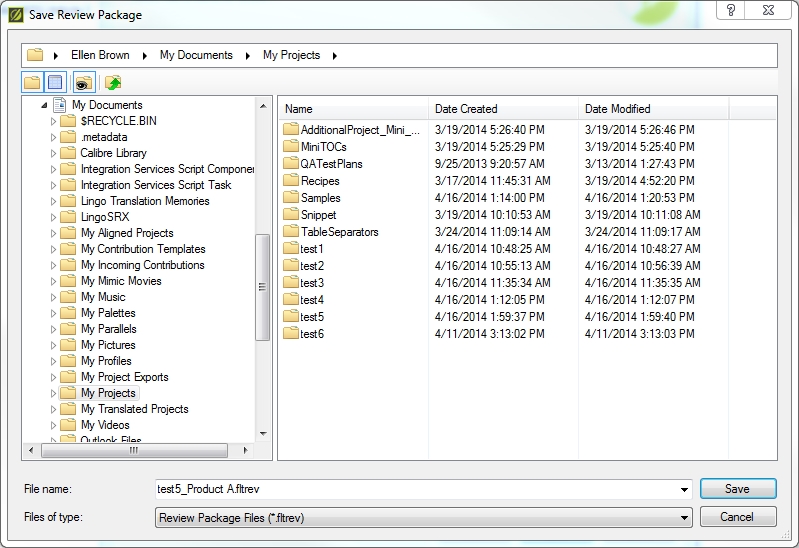 Save Review Package
?
Ellen Brown My Documents My Projects
My Documents
$RECYCLE.BIN
.metadata
Calibre Library
Integration Services Script Componer
Integration Services Script Task
Lingo Translation Memories
LingoSRX
My Aligned Projects
My Contribution Templates
My Incoming Contributions
My Mimic Movies
My Music
My Palettes
My Parallels
My Pictures
My Profiles
My Project Exports
My Projects
My Translated Projects
My Videos
Outlook Files
Name Date Created Date Modified
AdditionalProject_Mini_... 3/19/2014 5:26:40 PM 3/19/2014 5:26:46 PM
MiniTOCs 3/19/2014 5:25:29 PM 3/19/2014 5:25:40 PM
QATestPlans 9/25/2013 9:20:57 AM 3/13/2014 1:27:43 PM
Recipes 3/17/2014 11:45:31 AM 3/19/2014 4:52:20 PM
Samples 4/16/2014 1:14:00 PM 4/16/2014 1:20:53 PM
Snippet 3/19/2014 10:10:53 AM 3/19/2014 10:11:08 AM
TableSeparators 3/24/2014 11:09:14 AM 3/24/2014 11:09:17 AM
test1 4/16/2014 10:48:25 AM 4/16/2014 10:48:27 AM
test2 4/16/2014 10:55:13 AM 4/16/2014 10:56:39 AM
test3 4/16/2014 11:35:34 AM 4/16/2014 11:35:35 AM
test4 4/16/2014 1:12:05 PM 4/16/2014 1:12:07 PM
test5 4/16/2014 1:59:37 PM 4/16/2014 1:59:40 PM
test6 4/11/2014 3:13:02 PM 4/11/2014 3:13:03 PM
File name: test5_Product A.fltrev Save
Files of type: Review Package Files (*.fltrev) Cancel